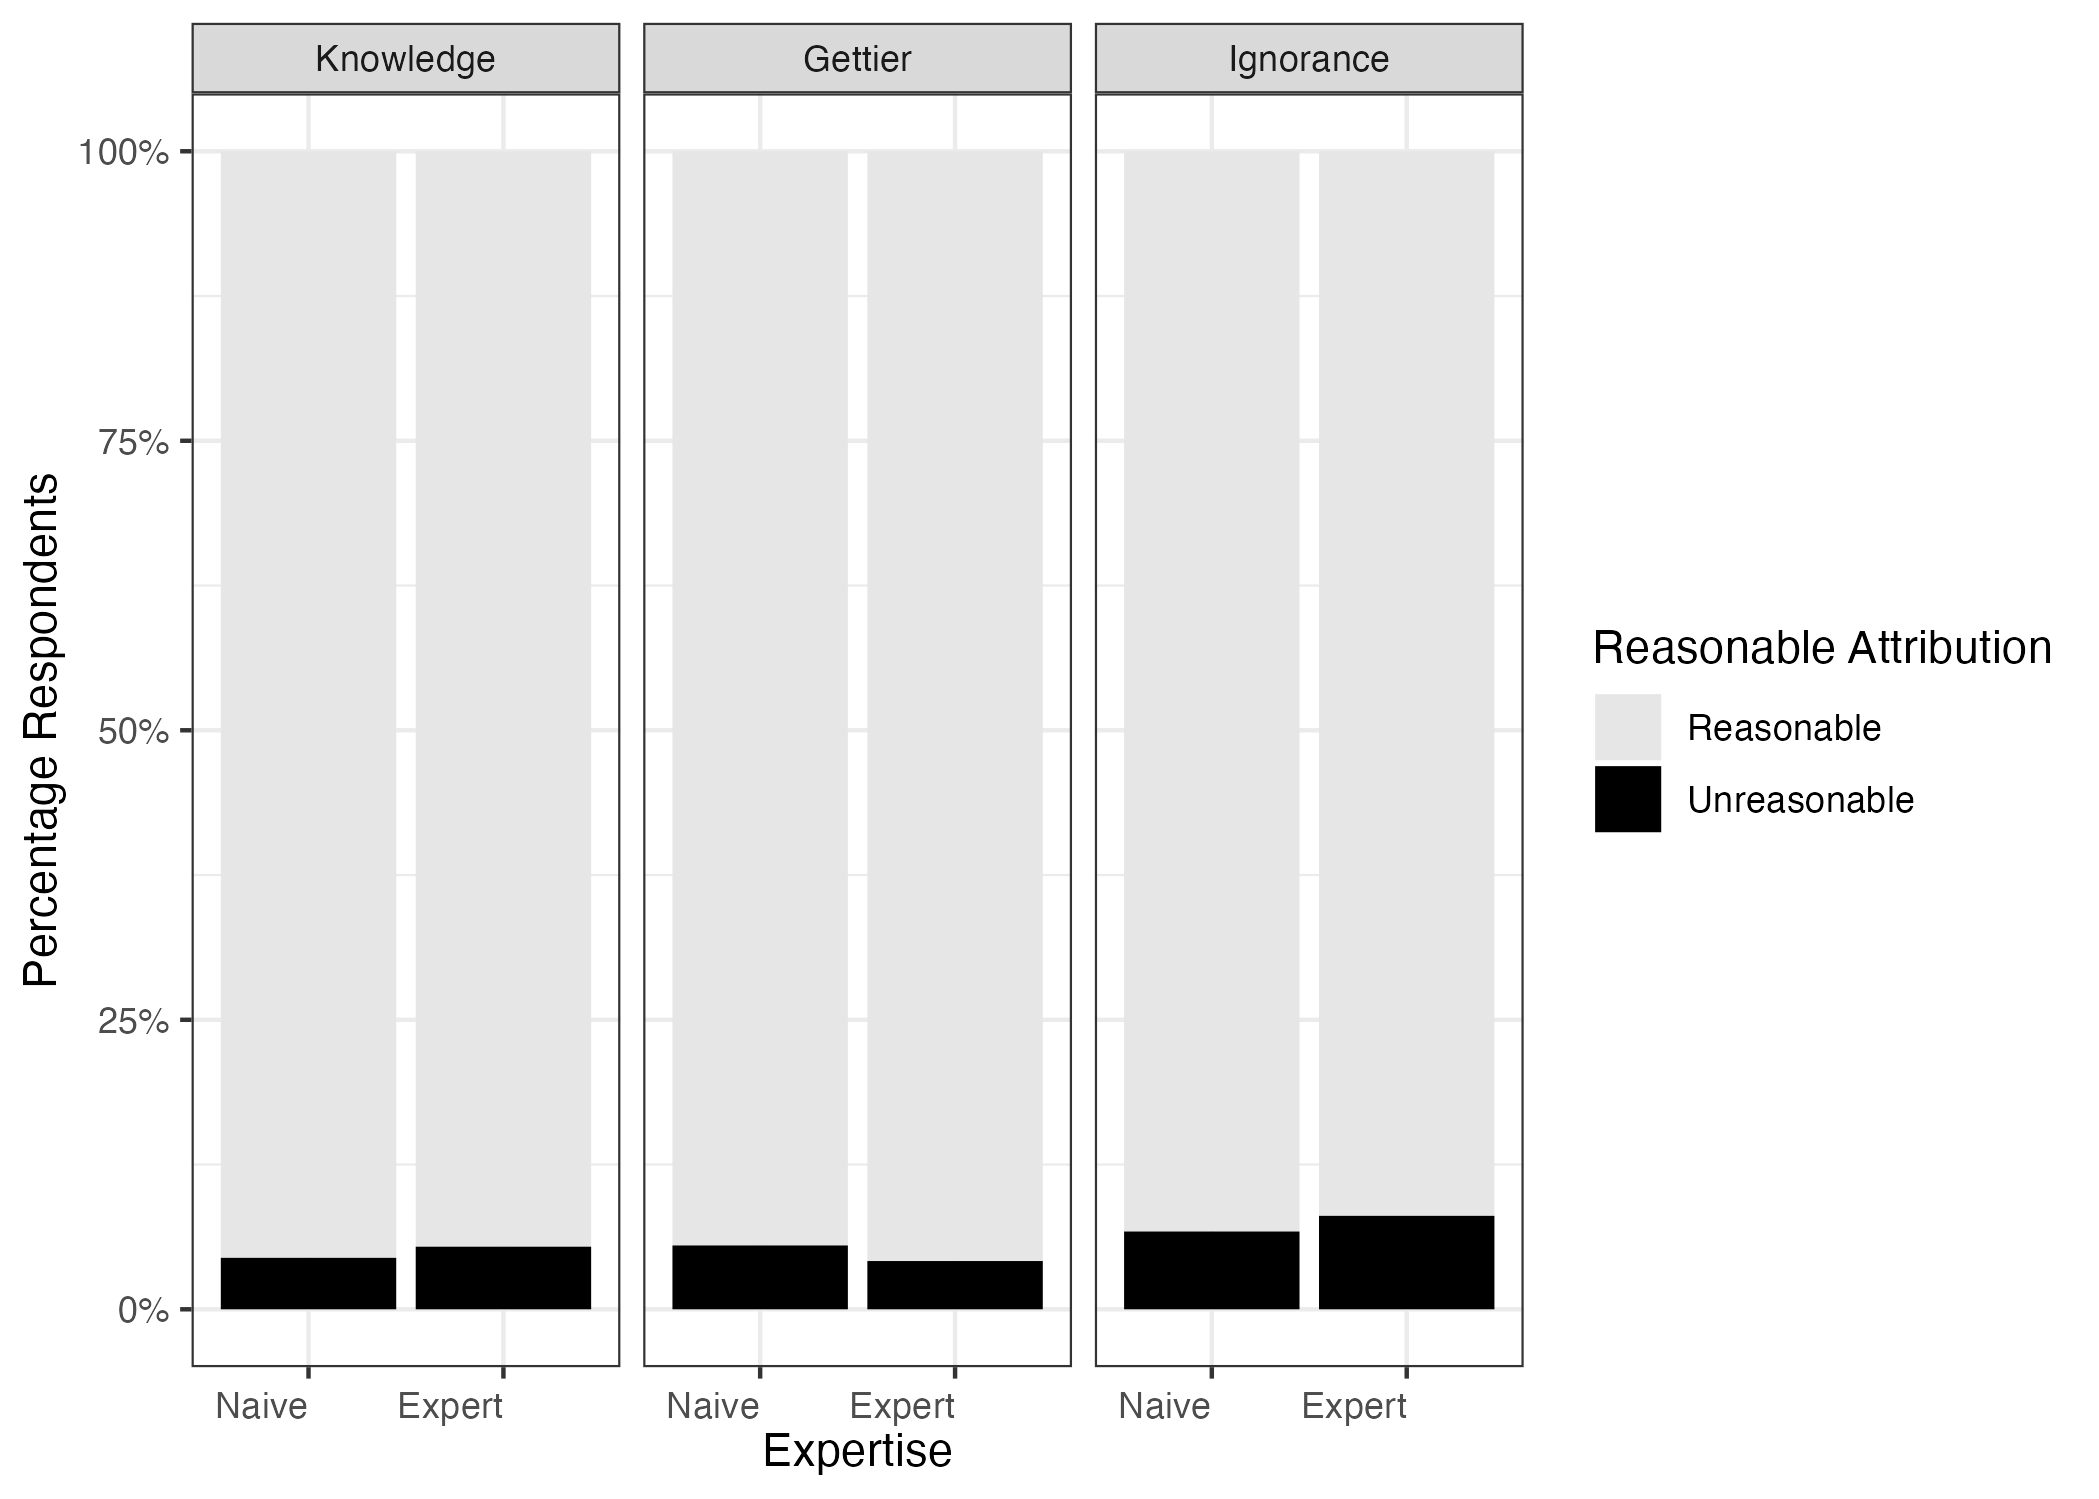 Knowledge Gettier Ignorance
100%
75%
50%
25%
0%
Percentage Respondents
Naive Expert Naive Expert Naive Expert
Expertise
Reasonable Attribution
Reasonable
Unreasonable